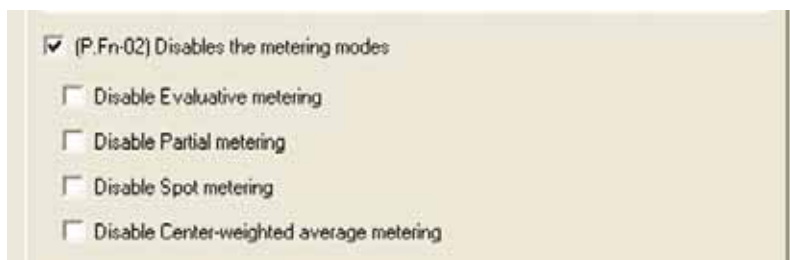 (P.Fn-02) Disables the metering modes
Disable Evaluative metering
Disable Partial metering
Disable Spot metering
Disable Center-weighted average metering